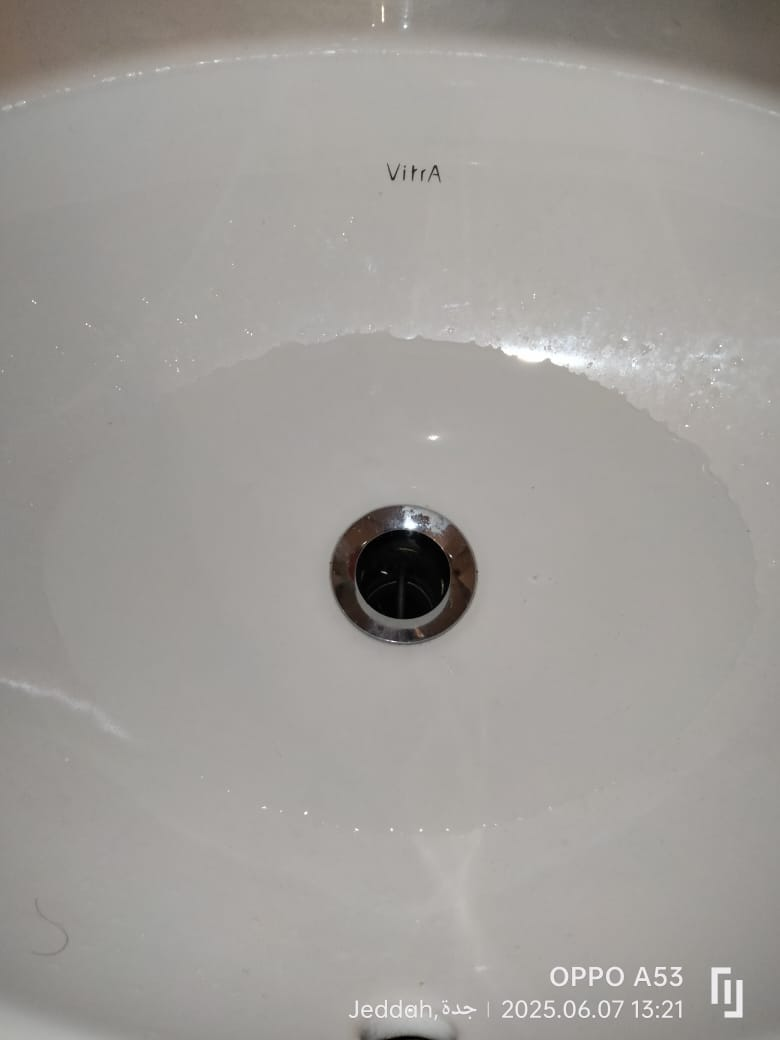 VitrA
OPPO A53
Jeddah, جدة | 2025.06.07 13:21